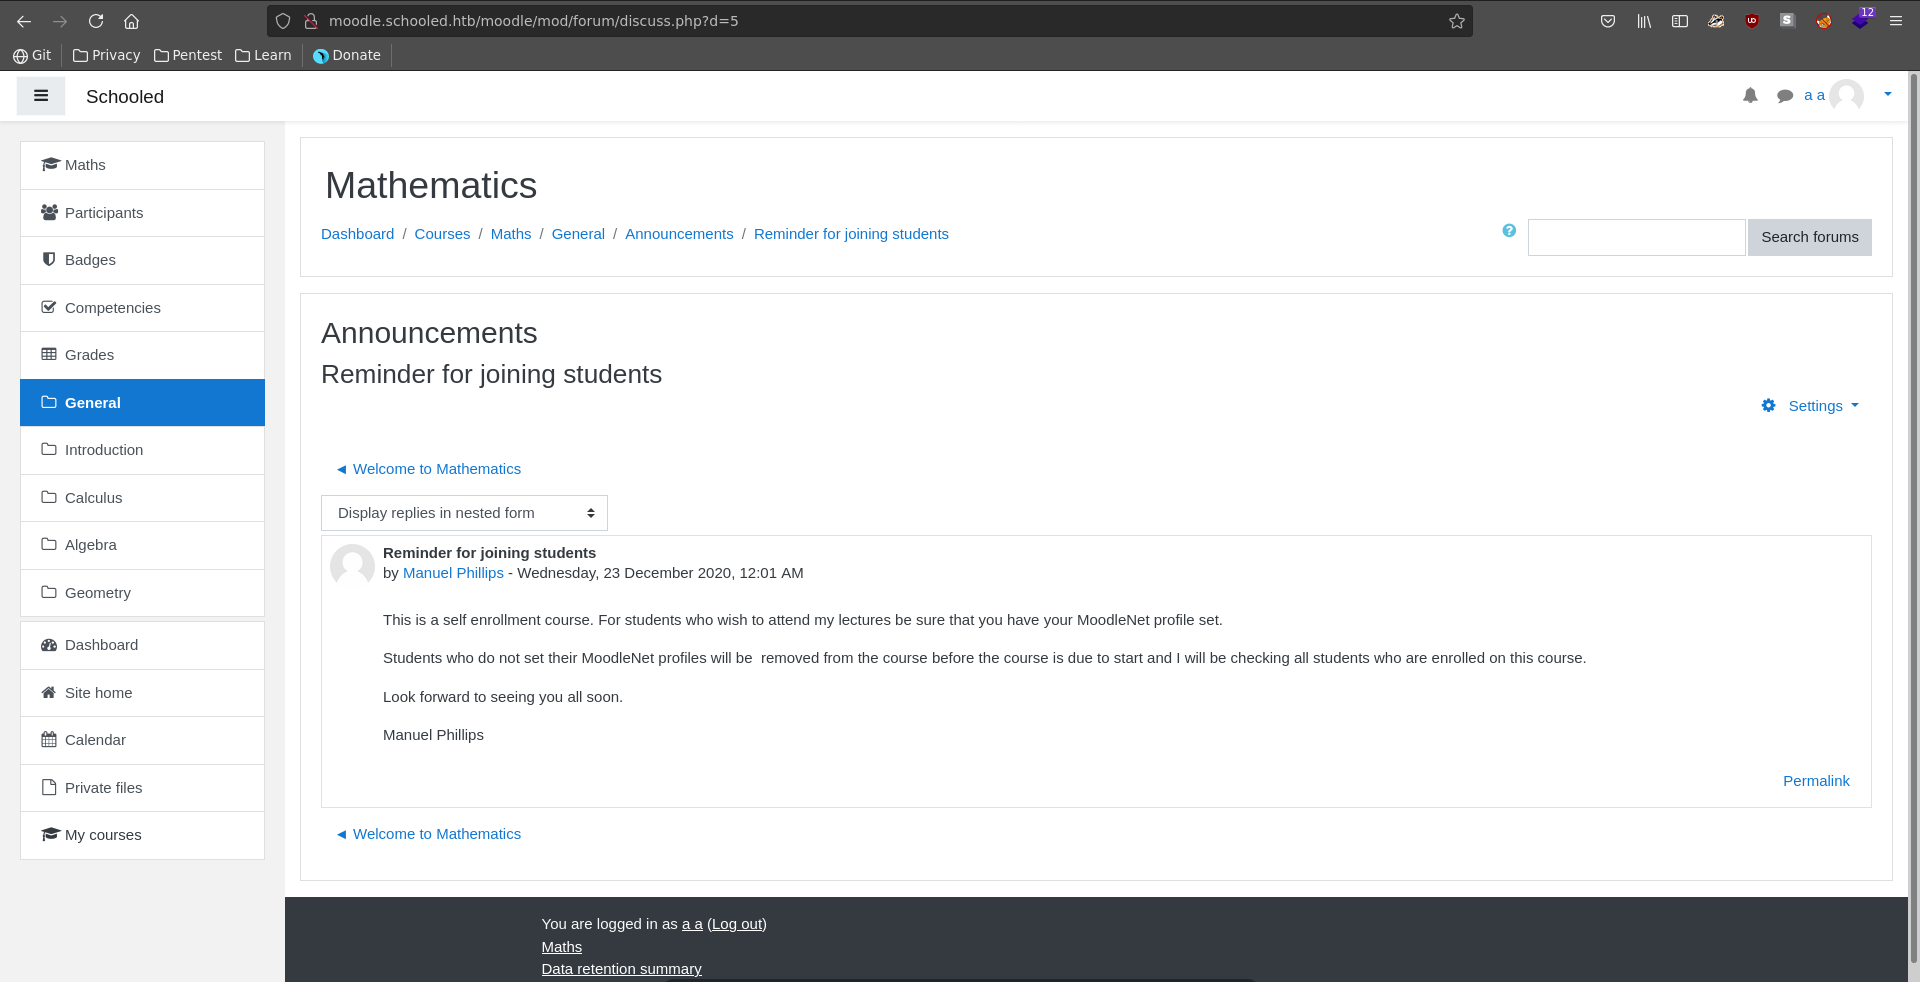 moodle.schooled.htb/moodle/mod/forum/discuss.php?d=5
12
Git
Privacy
Pentest
Learn
Donate
Schooled
a a
Maths
Participants
Badges
Competencies
Grades
General
Introduction
Calculus
Algebra
Geometry
Dashboard
Site home
Calendar
Private files
My courses
Mathematics
Dashboard / Courses / Maths / General / Announcements / Reminder for joining students
Search forums
Announcements
Reminder for joining students
Settings
◄ Welcome to Mathematics
Display replies in nested form
Reminder for joining students
by Manuel Phillips - Wednesday, 23 December 2020, 12:01 AM
This is a self enrollment course. For students who wish to attend my lectures be sure that you have your MoodleNet profile set.
Students who do not set their MoodleNet profiles will be  removed from the course before the course is due to start and I will be checking all students who are enrolled on this course.
Look forward to seeing you all soon.
Manuel Phillips
Permalink
◄ Welcome to Mathematics
You are logged in as a a (Log out)
Maths
Data retention summary